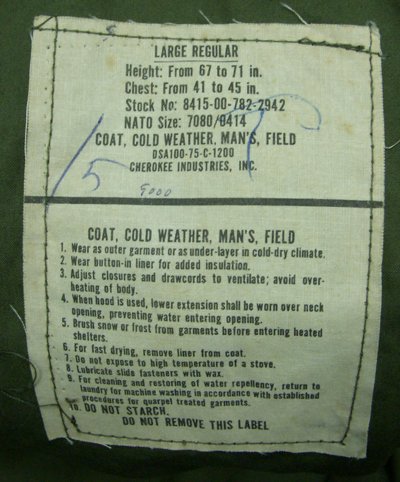 LARGE REGULAR
Height: From 67 to 71 in.
Chest: From 41 to 45 in.
Stock No: 8415-00-782-2942
NATO Size: 7080/0414
COAT, COLD WEATHER, MAN'S, FIELD
DSA100-75-C-1200
CHEROKEE INDUSTRIES, INC.
COAT, COLD WEATHER, MAN'S, FIELD
1. Wear as outer garment or as under-layer in cold-dry climate.
2. Wear button-in liner for added insulation.
3. Adjust closures and drawcords to ventilate; avoid over-
heating of body.
4. When hood is used, lower extension shall be worn over neck
opening, preventing water entering opening.
5. Brush snow or frost from garments before entering heated
shelters.
6. For fast drying, remove liner from coat.
7. Do not expose to high temperature of a stove.
8. Lubricate slide fasteners with wax.
9. For cleaning and restoring of water repellency, return to
laundry for machine washing in accordance with established
procedures for quarpel treated garments.
10. DO NOT STARCH.
DO NOT REMOVE THIS LABEL